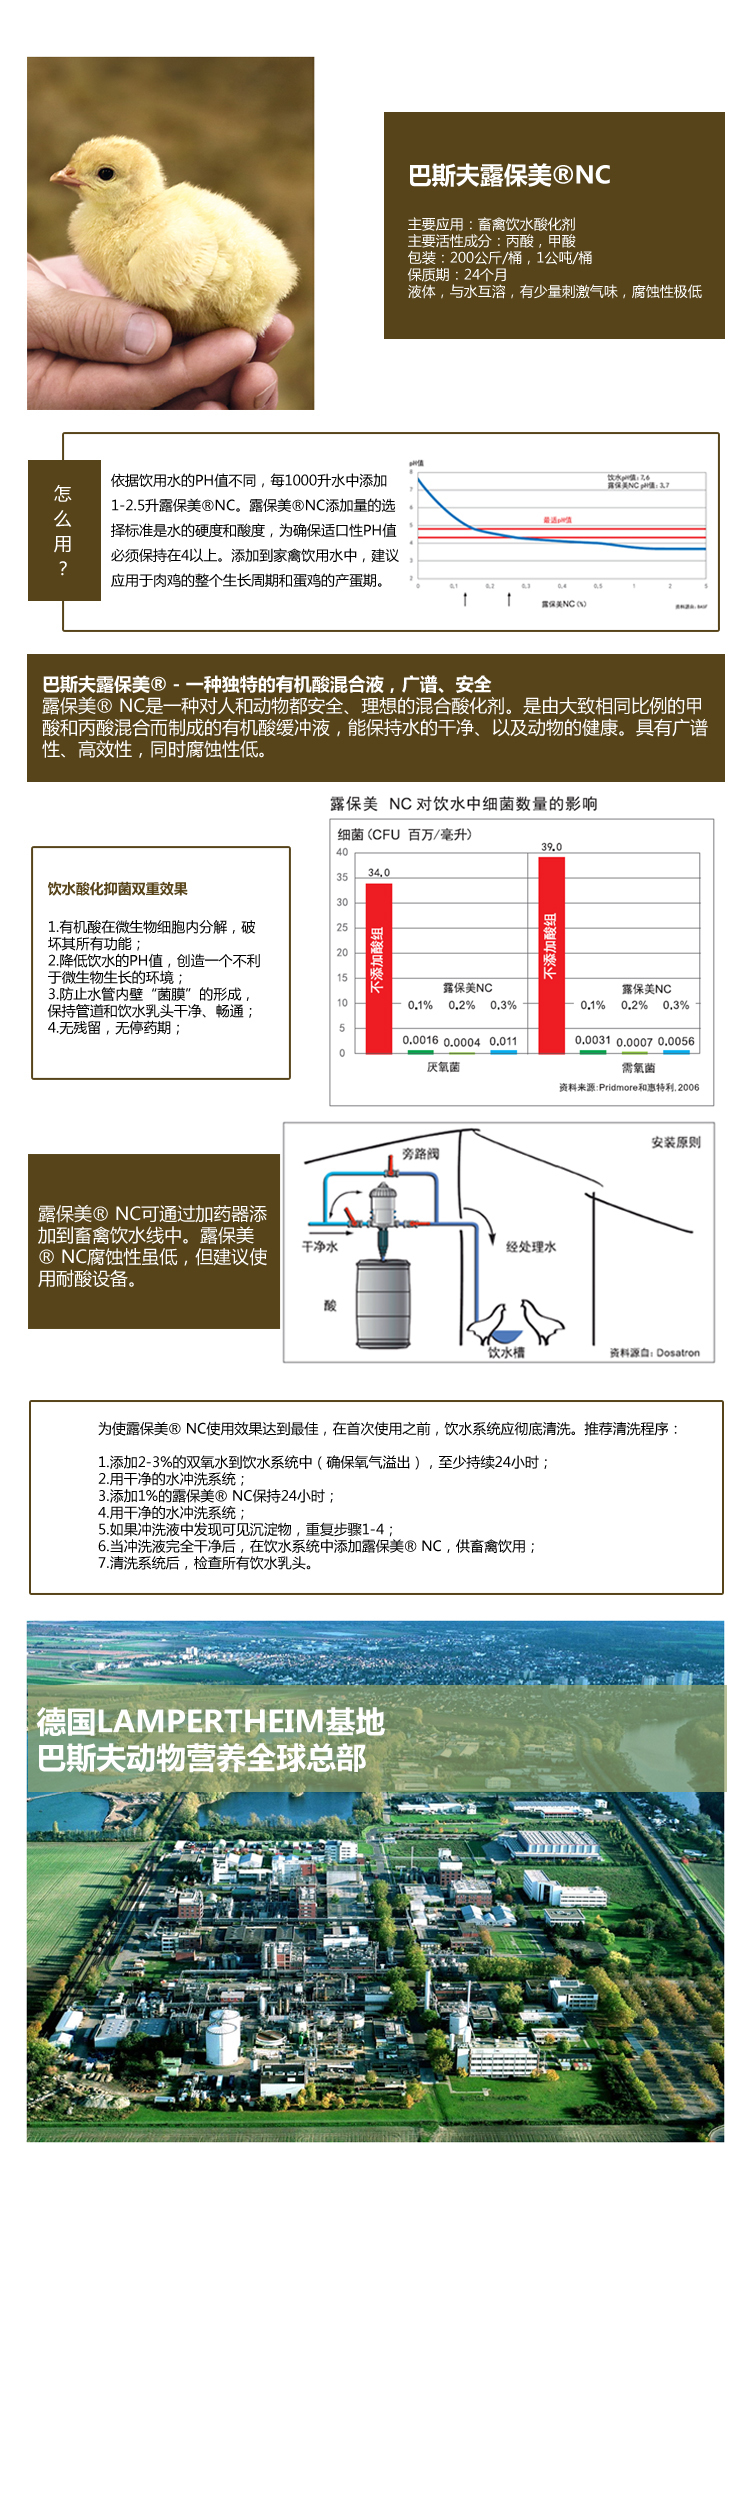 巴斯夫露保美®NC
主要应用：畜禽饮水酸化剂
主要活性成分：丙酸，甲酸
包装：200公斤/桶，1公吨/桶
保质期：24个月
液体，与水互溶，有少量刺激气味，腐蚀性极低
怎么用？
依据饮用水的PH值不同，每1000升水中添加
1-2.5升露保美®NC。露保美®NC添加量的选
择标准是水的硬度和酸度，为确保适口性PH值
必须保持在4以上。添加到家禽饮用水中，建议
应用于肉鸡的整个生长周期和蛋鸡的产蛋期。
pH值
饮水pH值：7.6
露保美NC pH值：3.7
最适pH值
8
7
6
5
4
3
2
0 0.1 0.2 0.3 0.4 0.5 1 2 5
露保美NC (%)
资料源自：BASF
巴斯夫露保美® - 一种独特的有机酸混合液，广谱、安全
露保美® NC是一种对人和动物都安全、理想的混合酸化剂。是由大致相同比例的甲
酸和丙酸混合而制成的有机酸缓冲液，能保持水的干净、以及动物的健康。具有广谱
性、高效性，同时腐蚀性低。
饮水酸化抑菌双重效果
1.有机酸在微生物细胞内分解，破
坏其所有功能；
2.降低饮水的PH值，创造一个不利
于微生物生长的环境；
3.防止水管内壁“菌膜”的形成，
保持管道和饮水乳头干净、畅通；
4.无残留，无停药期；
露保美 NC 对饮水中细菌数量的影响
细菌(CFU 百万/毫升)
40
35
30
25
20
15
10
5
0
34.0
39.0
不添加酸组
不添加酸组
露保美NC
露保美NC
0.1% 0.2% 0.3%
0.1% 0.2% 0.3%
0.0016 0.0004 0.011
0.0031 0.0007 0.0056
厌氧菌
需氧菌
资料来源:Pridmore和惠特利, 2006
露保美® NC可通过加药器添
加到畜禽饮水线中。露保美
® NC腐蚀性虽低，但建议使
用耐酸设备。
安装原则
旁路阀
干净水
经处理水
酸
饮水槽
资料源自：Dosatron
为使露保美® NC使用效果达到最佳，在首次使用之前，饮水系统应彻底清洗。推荐清洗程序：
1.添加2-3%的双氧水到饮水系统中（确保氧气溢出），至少持续24小时；
2.用干净的水冲洗系统；
3.添加1%的露保美® NC保持24小时；
4.用干净的水冲洗系统；
5.如果冲洗液中发现可见沉淀物，重复步骤1-4；
6.当冲洗液完全干净后，在饮水系统中添加露保美® NC，供畜禽饮用；
7.清洗系统后，检查所有饮水乳头。
德国LAMPERTHEIM基地
巴斯夫动物营养全球总部